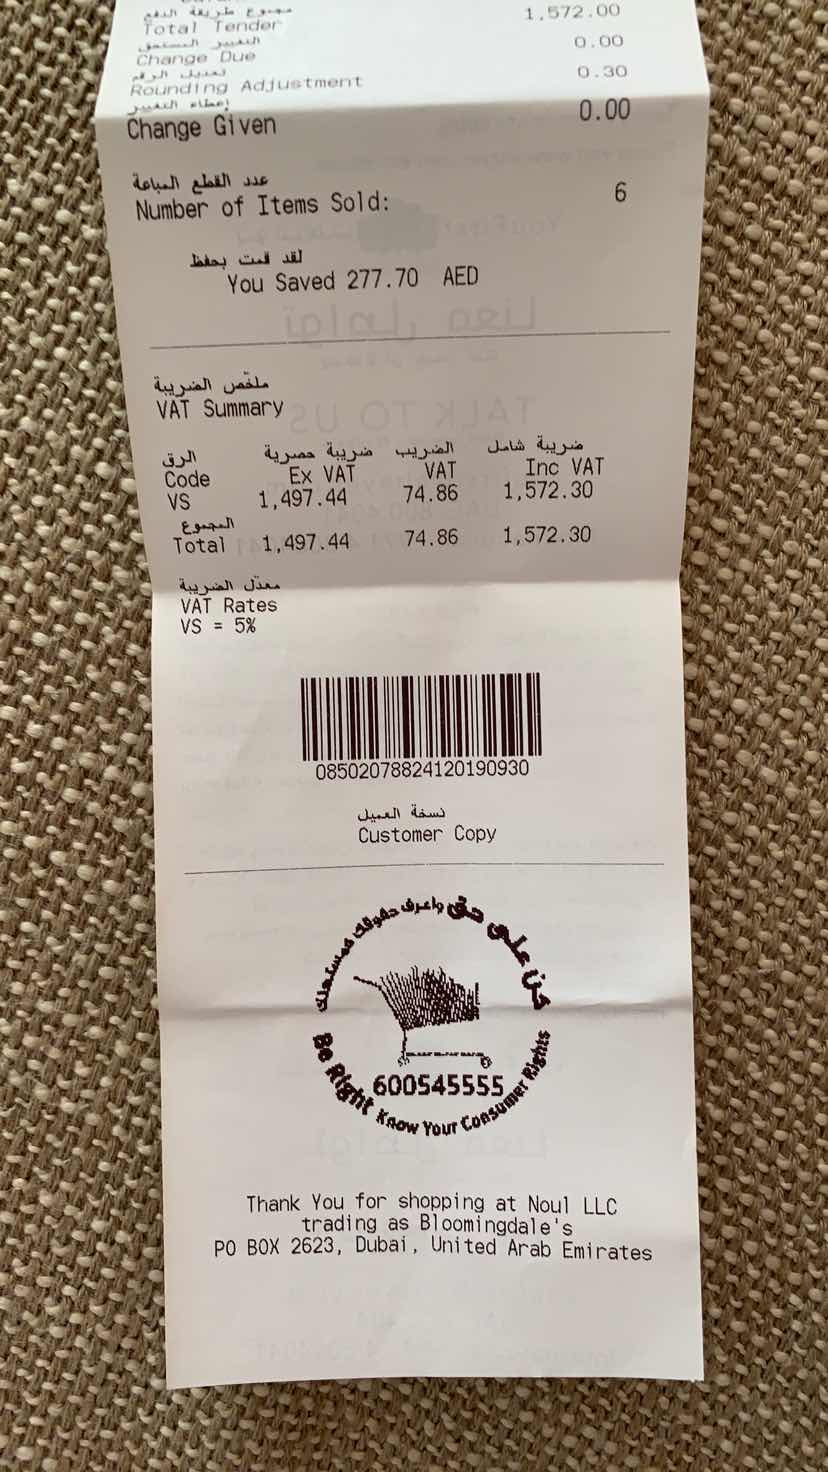 مجموع طريقة الدفع
Total Tender 1,572.00
التغيير المستحق
Change Due 0.00
تعديل الرقم
Rounding Adjustment 0.30
إعطاء التغيير
Change Given 0.00
عدد القطع المباعة
Number of Items Sold: 6
لقد قمت بحفظ
You Saved 277.70 AED
ملخّص الضريبة
VAT Summary
الرق ضريبة حصرية الضريب ضريبة شامل
Code Ex VAT VAT Inc VAT
VS 1,497.44 74.86 1,572.30
المجموع
Total 1,497.44 74.86 1,572.30
معدّل الضريبة
VAT Rates
VS = 5%
08502078824120190930
نسخة العميل
Customer Copy
كن على حق واعرف حقوقك كمستهلك
600545555
Be Right Know Your Consumer Rights
Thank You for shopping at Noul LLC
trading as Bloomingdale's
PO BOX 2623, Dubai, United Arab Emirates